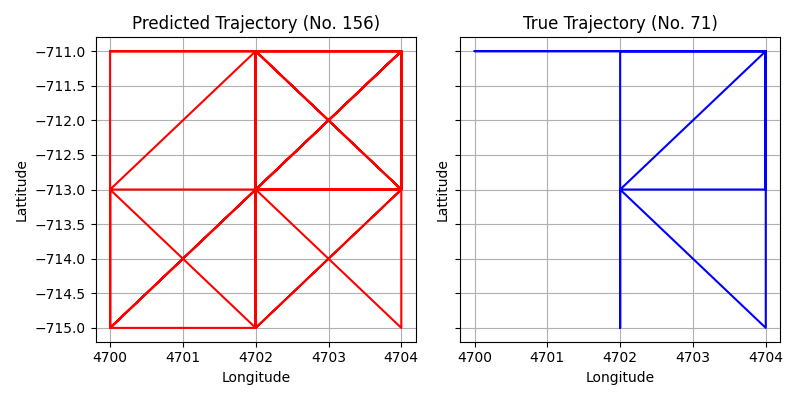 Predicted Trajectory (No. 156)
Lattitude
−711.0
−711.5
−712.0
−712.5
−713.0
−713.5
−714.0
−714.5
−715.0
4700 4701 4702 4703 4704
Longitude
True Trajectory (No. 71)
Lattitude
4700 4701 4702 4703 4704
Longitude